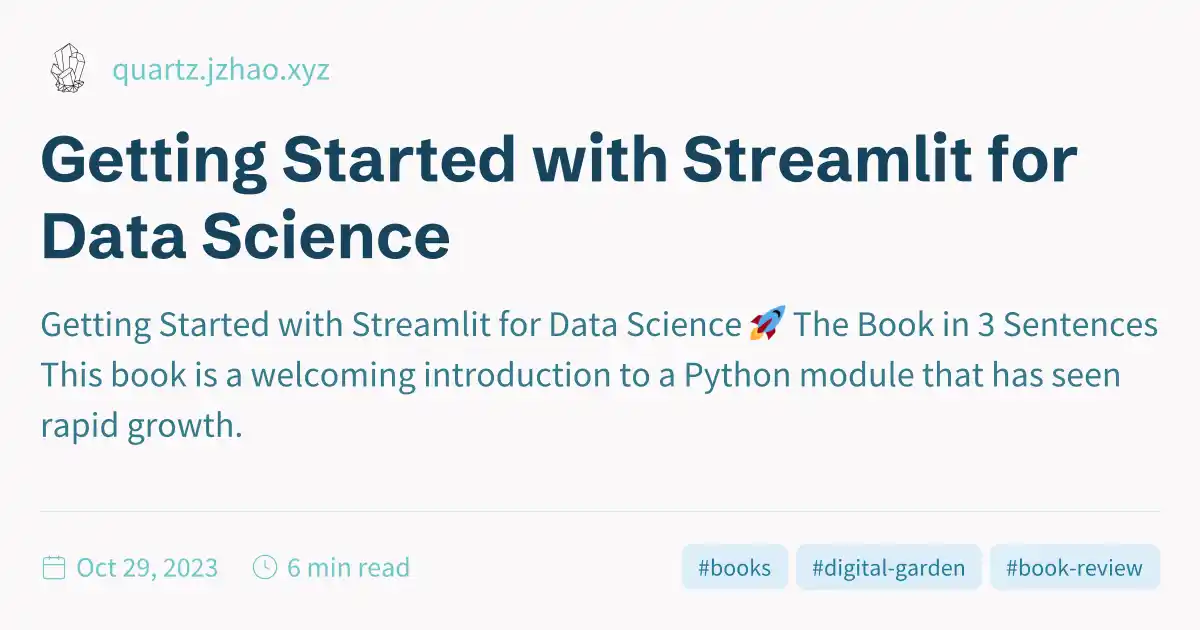 quartz.jzhao.xyz
Getting Started with Streamlit for
Data Science
Getting Started with Streamlit for Data Science 🚀 The Book in 3 Sentences
This book is a welcoming introduction to a Python module that has seen
rapid growth.
Oct 29, 2023 6 min read #books #digital-garden #book-review